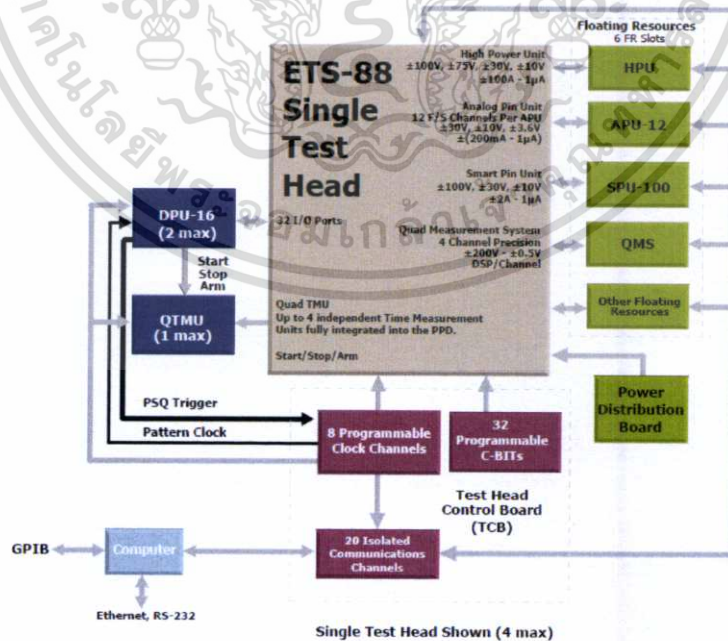 Floating Resources
6 FR Slots
ETS-88
Single
Test
Head
High Power Unit
±100V, ±75V, ±30V, ±10V
±100A - 1µA
HPU
Analog Pin Unit
12 F/S Channels Per APU
±30V, ±10V, ±3.6V
±(200mA - 1µA)
APU-12
Smart Pin Unit
±100V, ±30V, ±10V
±2A - 1µA
SPU-100
DPU-16
(2 max)
32 I/O Ports
Quad Measurement System
4 Channel Precision
±200V - ±0.5V
DSP/Channel
QMS
Start
Stop
Arm
QTMU
(1 max)
Quad TMU
Up to 4 independent Time Measurement
Units fully integrated into the PPD.
Start/Stop/Arm
Other Floating
Resources
Power
Distribution
Board
PSQ Trigger
Pattern Clock
8 Programmable
Clock Channels
32
Programmable
C-BITs
Test Head
Control Board
(TCB)
GPIB
Computer
20 Isolated
Communications
Channels
Ethernet, RS-232
Single Test Head Shown (4 max)